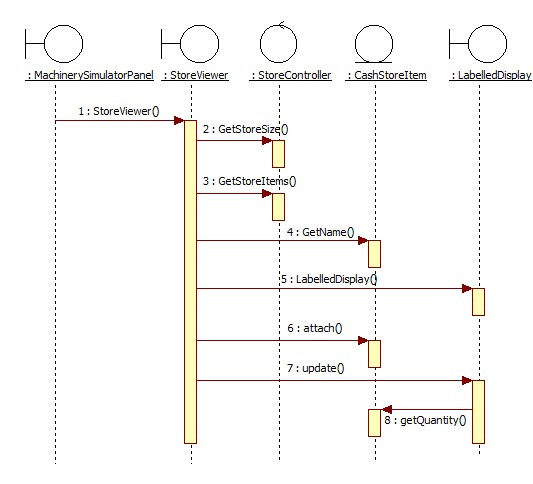 : MachinerySimulatorPanel : StoreViewer : StoreController : CashStoreItem : LabelledDisplay
1 : StoreViewer()
2 : GetStoreSize()
3 : GetStoreItems()
4 : GetName()
5 : LabelledDisplay()
6 : attach()
7 : update()
8 : getQuantity()